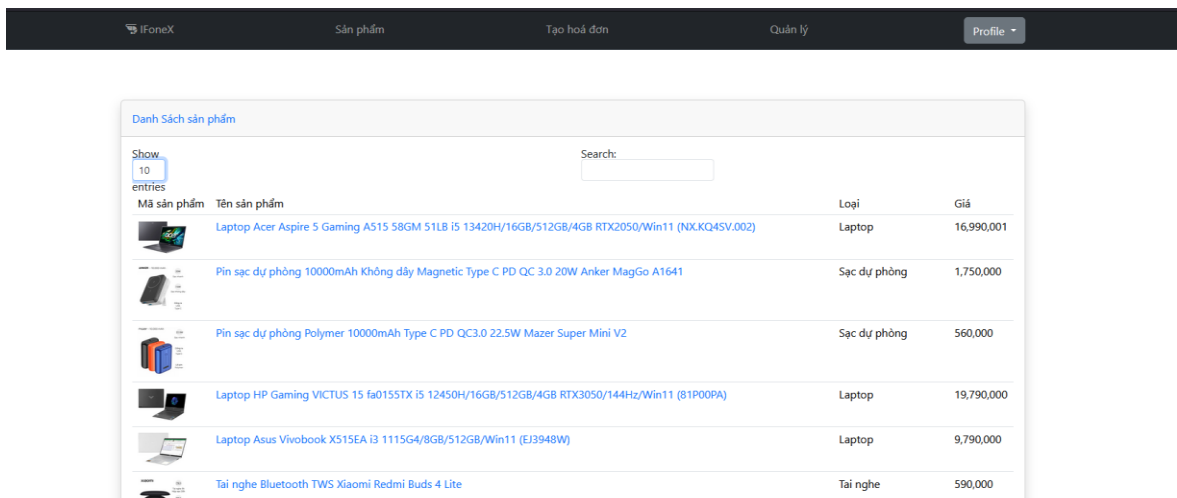 IFoneX Sản phẩm Tạo hoá đơn Quản lý Profile
Danh Sách sản phẩm
Show Search:
10
entries
Mã sản phẩm Tên sản phẩm Loại Giá
Laptop Acer Aspire 5 Gaming A515 58GM 51LB i5 13420H/16GB/512GB/4GB RTX2050/Win11 (NX.KQ4SV.002) Laptop 16,990,001
Pin sạc dự phòng 10000mAh Không dây Magnetic Type C PD QC 3.0 20W Anker MagGo A1641 Sạc dự phòng 1,750,000
Pin sạc dự phòng Polymer 10000mAh Type C PD QC3.0 22.5W Mazer Super Mini V2 Sạc dự phòng 560,000
Laptop HP Gaming VICTUS 15 fa0155TX i5 12450H/16GB/512GB/4GB RTX3050/144Hz/Win11 (81P00PA) Laptop 19,790,000
Laptop Asus Vivobook X515EA i3 1115G4/8GB/512GB/Win11 (EJ3948W) Laptop 9,790,000
Tai nghe Bluetooth TWS Xiaomi Redmi Buds 4 Lite Tai nghe 590,000